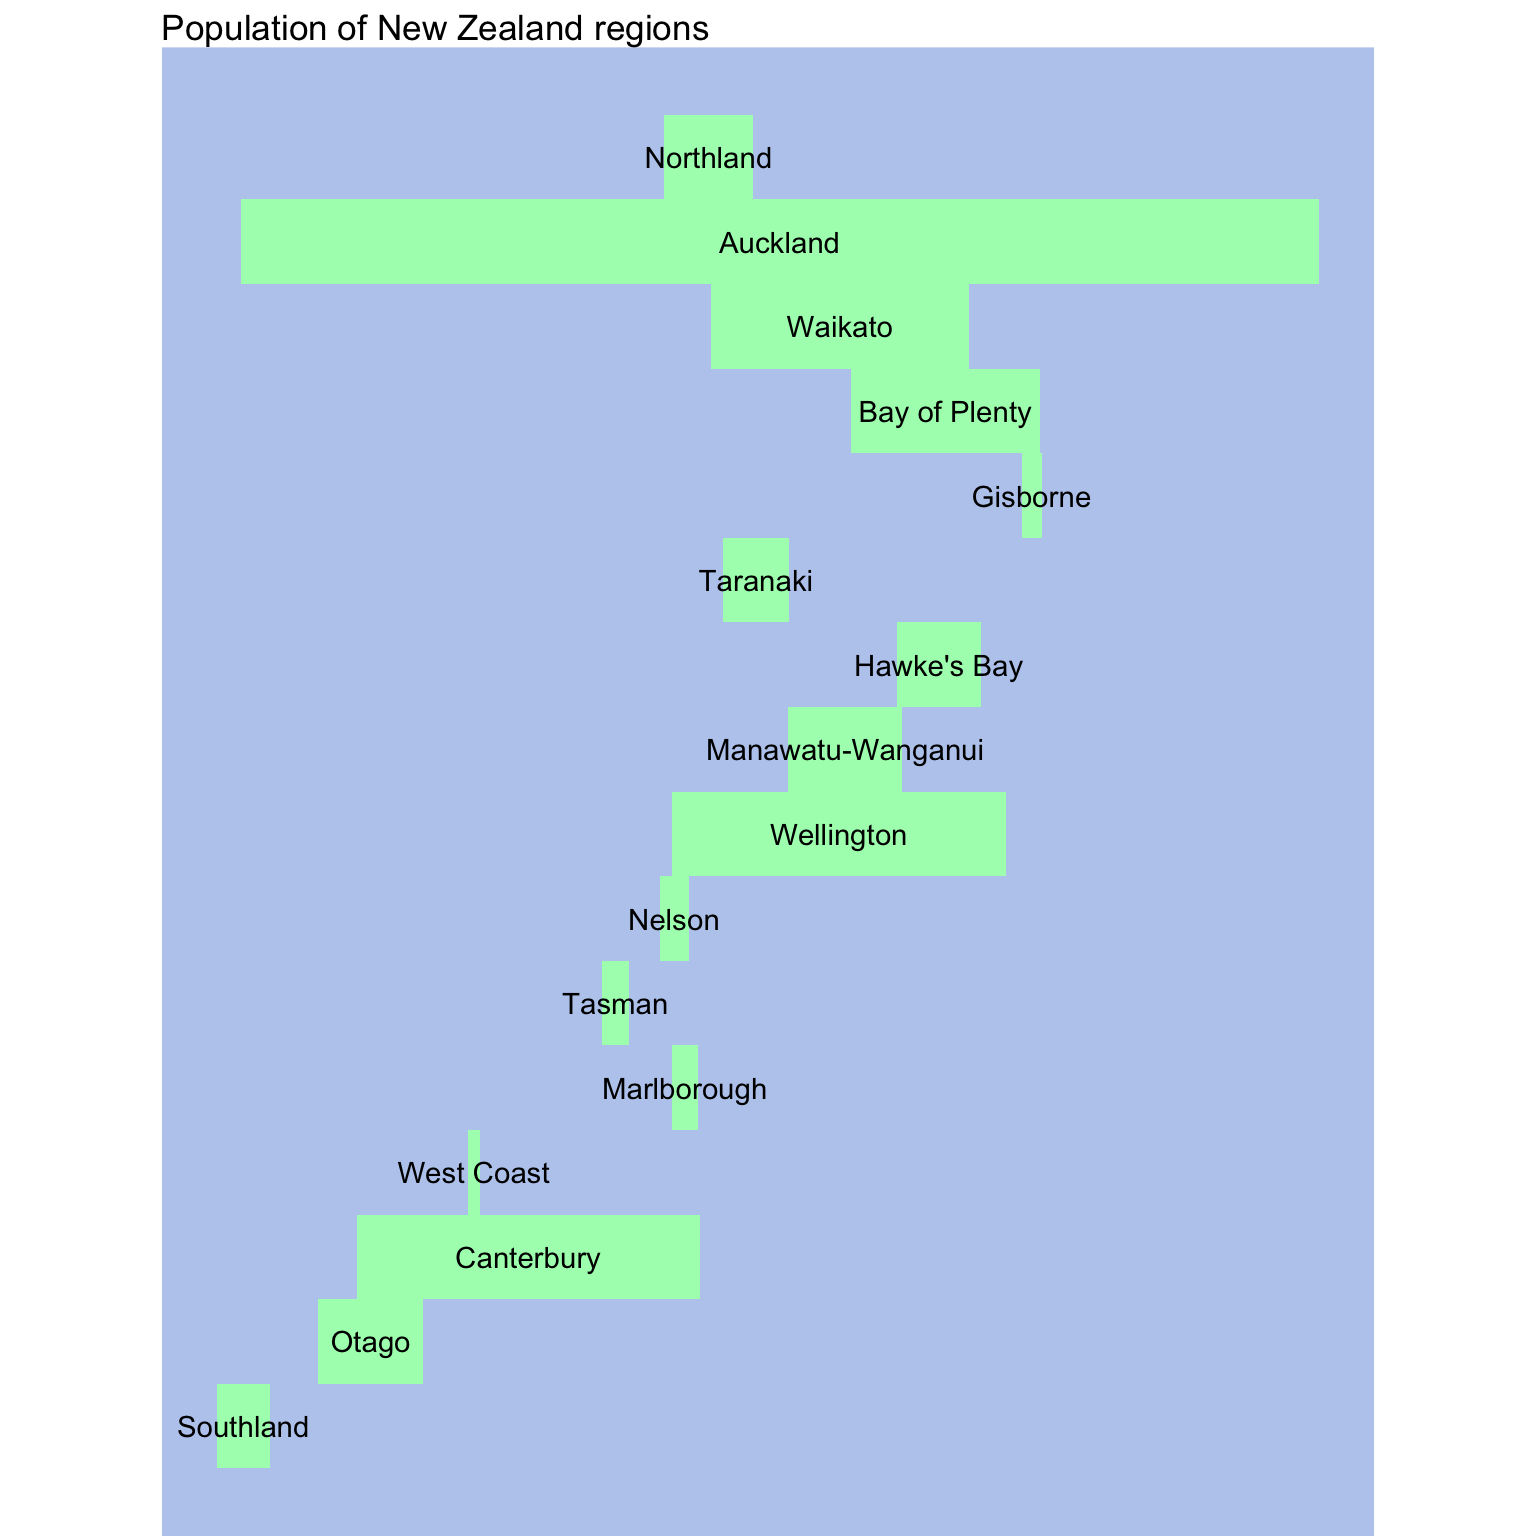 Population of New Zealand regions
Northland
Auckland
Waikato
Bay of Plenty
Gisborne
Taranaki
Hawke's Bay
Manawatu-Wanganui
Wellington
Nelson
Tasman
Marlborough
West Coast
Canterbury
Otago
Southland